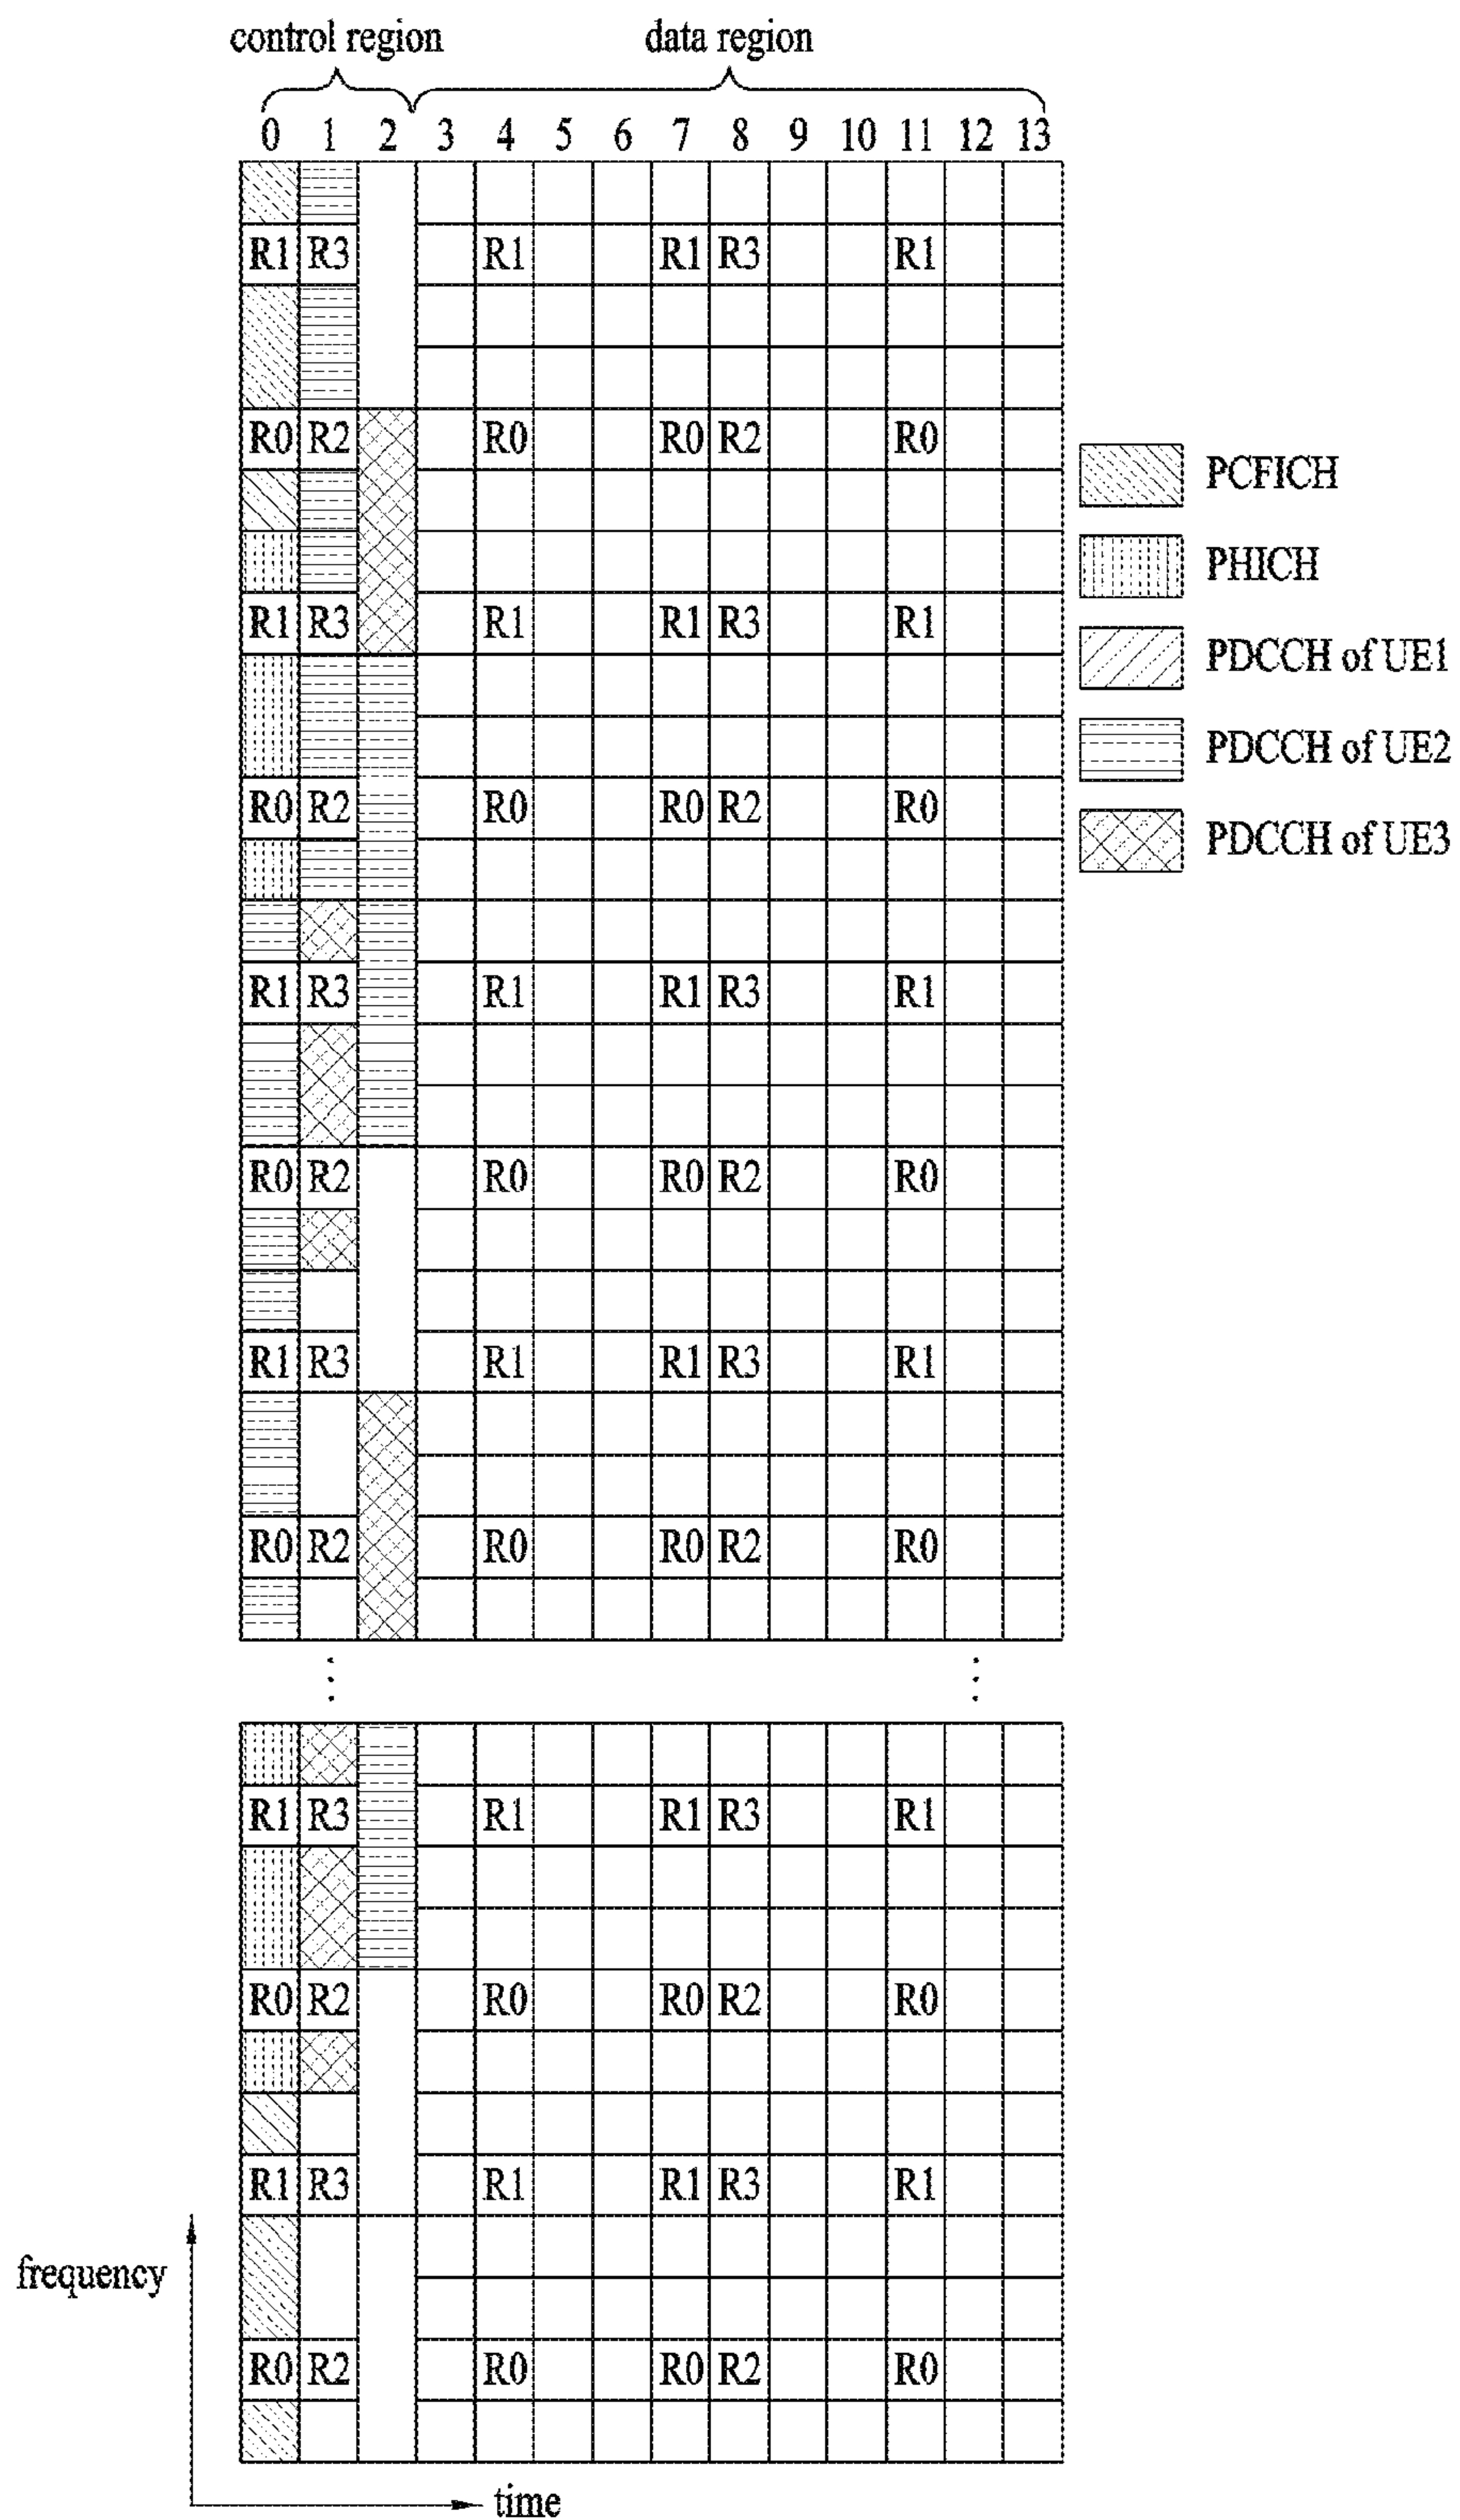 control region data region
0 1 2 3 4 5 6 7 8 9 10 11 12 13
R1 R3 R1 R1 R3 R1
R0 R2 R0 R0 R2 R0
PCFICH
PHICH
R1 R3 R1 R1 R3 R1
PDCCH of UE1
PDCCH of UE2
R0 R2 R0 R0 R2 R0
PDCCH of UE3
R1 R3 R1 R1 R3 R1
R0 R2 R0 R0 R2 R0
R1 R3 R1 R1 R3 R1
R0 R2 R0 R0 R2 R0
R1 R3 R1 R1 R3 R1
R0 R2 R0 R0 R2 R0
R1 R3 R1 R1 R3 R1
frequency
R0 R2 R0 R0 R2 R0
time